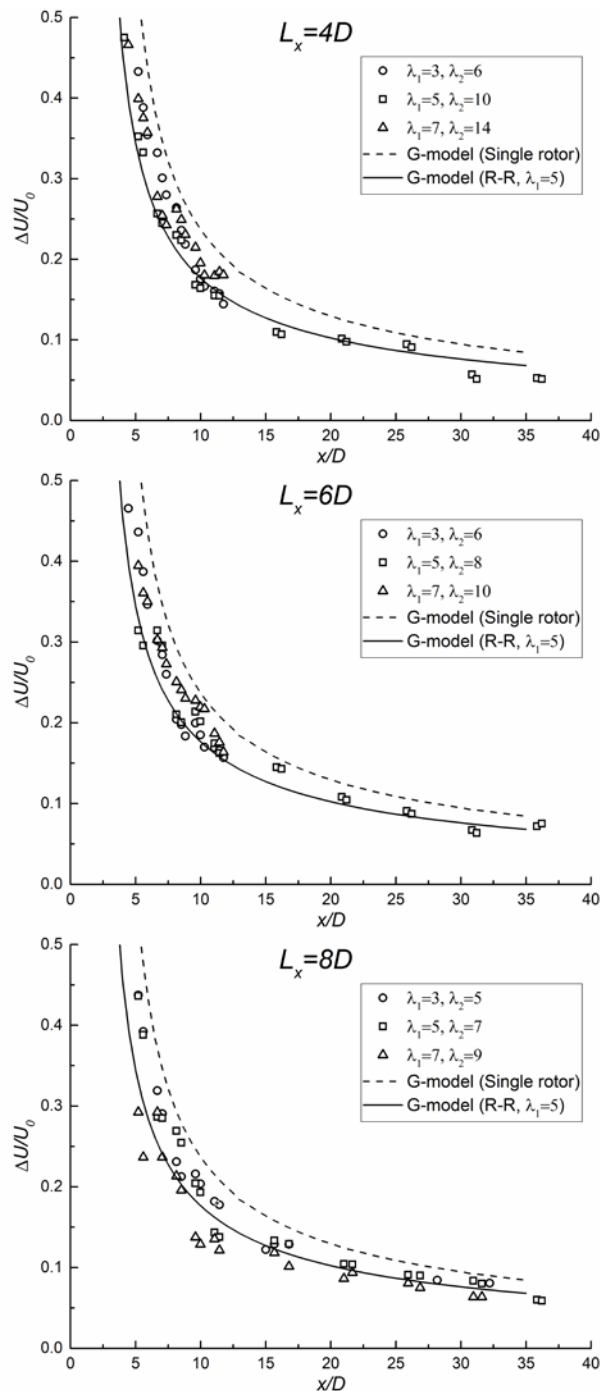 Lₓ=4D
λ₁=3, λ₂=6
λ₁=5, λ₂=10
λ₁=7, λ₂=14
G-model (Single rotor)
G-model (R-R, λ₁=5)
ΔU/U₀
0.5
0.4
0.3
0.2
0.1
0.0
0 5 10 15 20 25 30 35 40
x/D
Lₓ=6D
λ₁=3, λ₂=6
λ₁=5, λ₂=8
λ₁=7, λ₂=10
G-model (Single rotor)
G-model (R-R, λ₁=5)
ΔU/U₀
0.5
0.4
0.3
0.2
0.1
0.0
0 5 10 15 20 25 30 35 40
x/D
Lₓ=8D
λ₁=3, λ₂=5
λ₁=5, λ₂=7
λ₁=7, λ₂=9
G-model (Single rotor)
G-model (R-R, λ₁=5)
ΔU/U₀
0.5
0.4
0.3
0.2
0.1
0.0
0 5 10 15 20 25 30 35 40
x/D